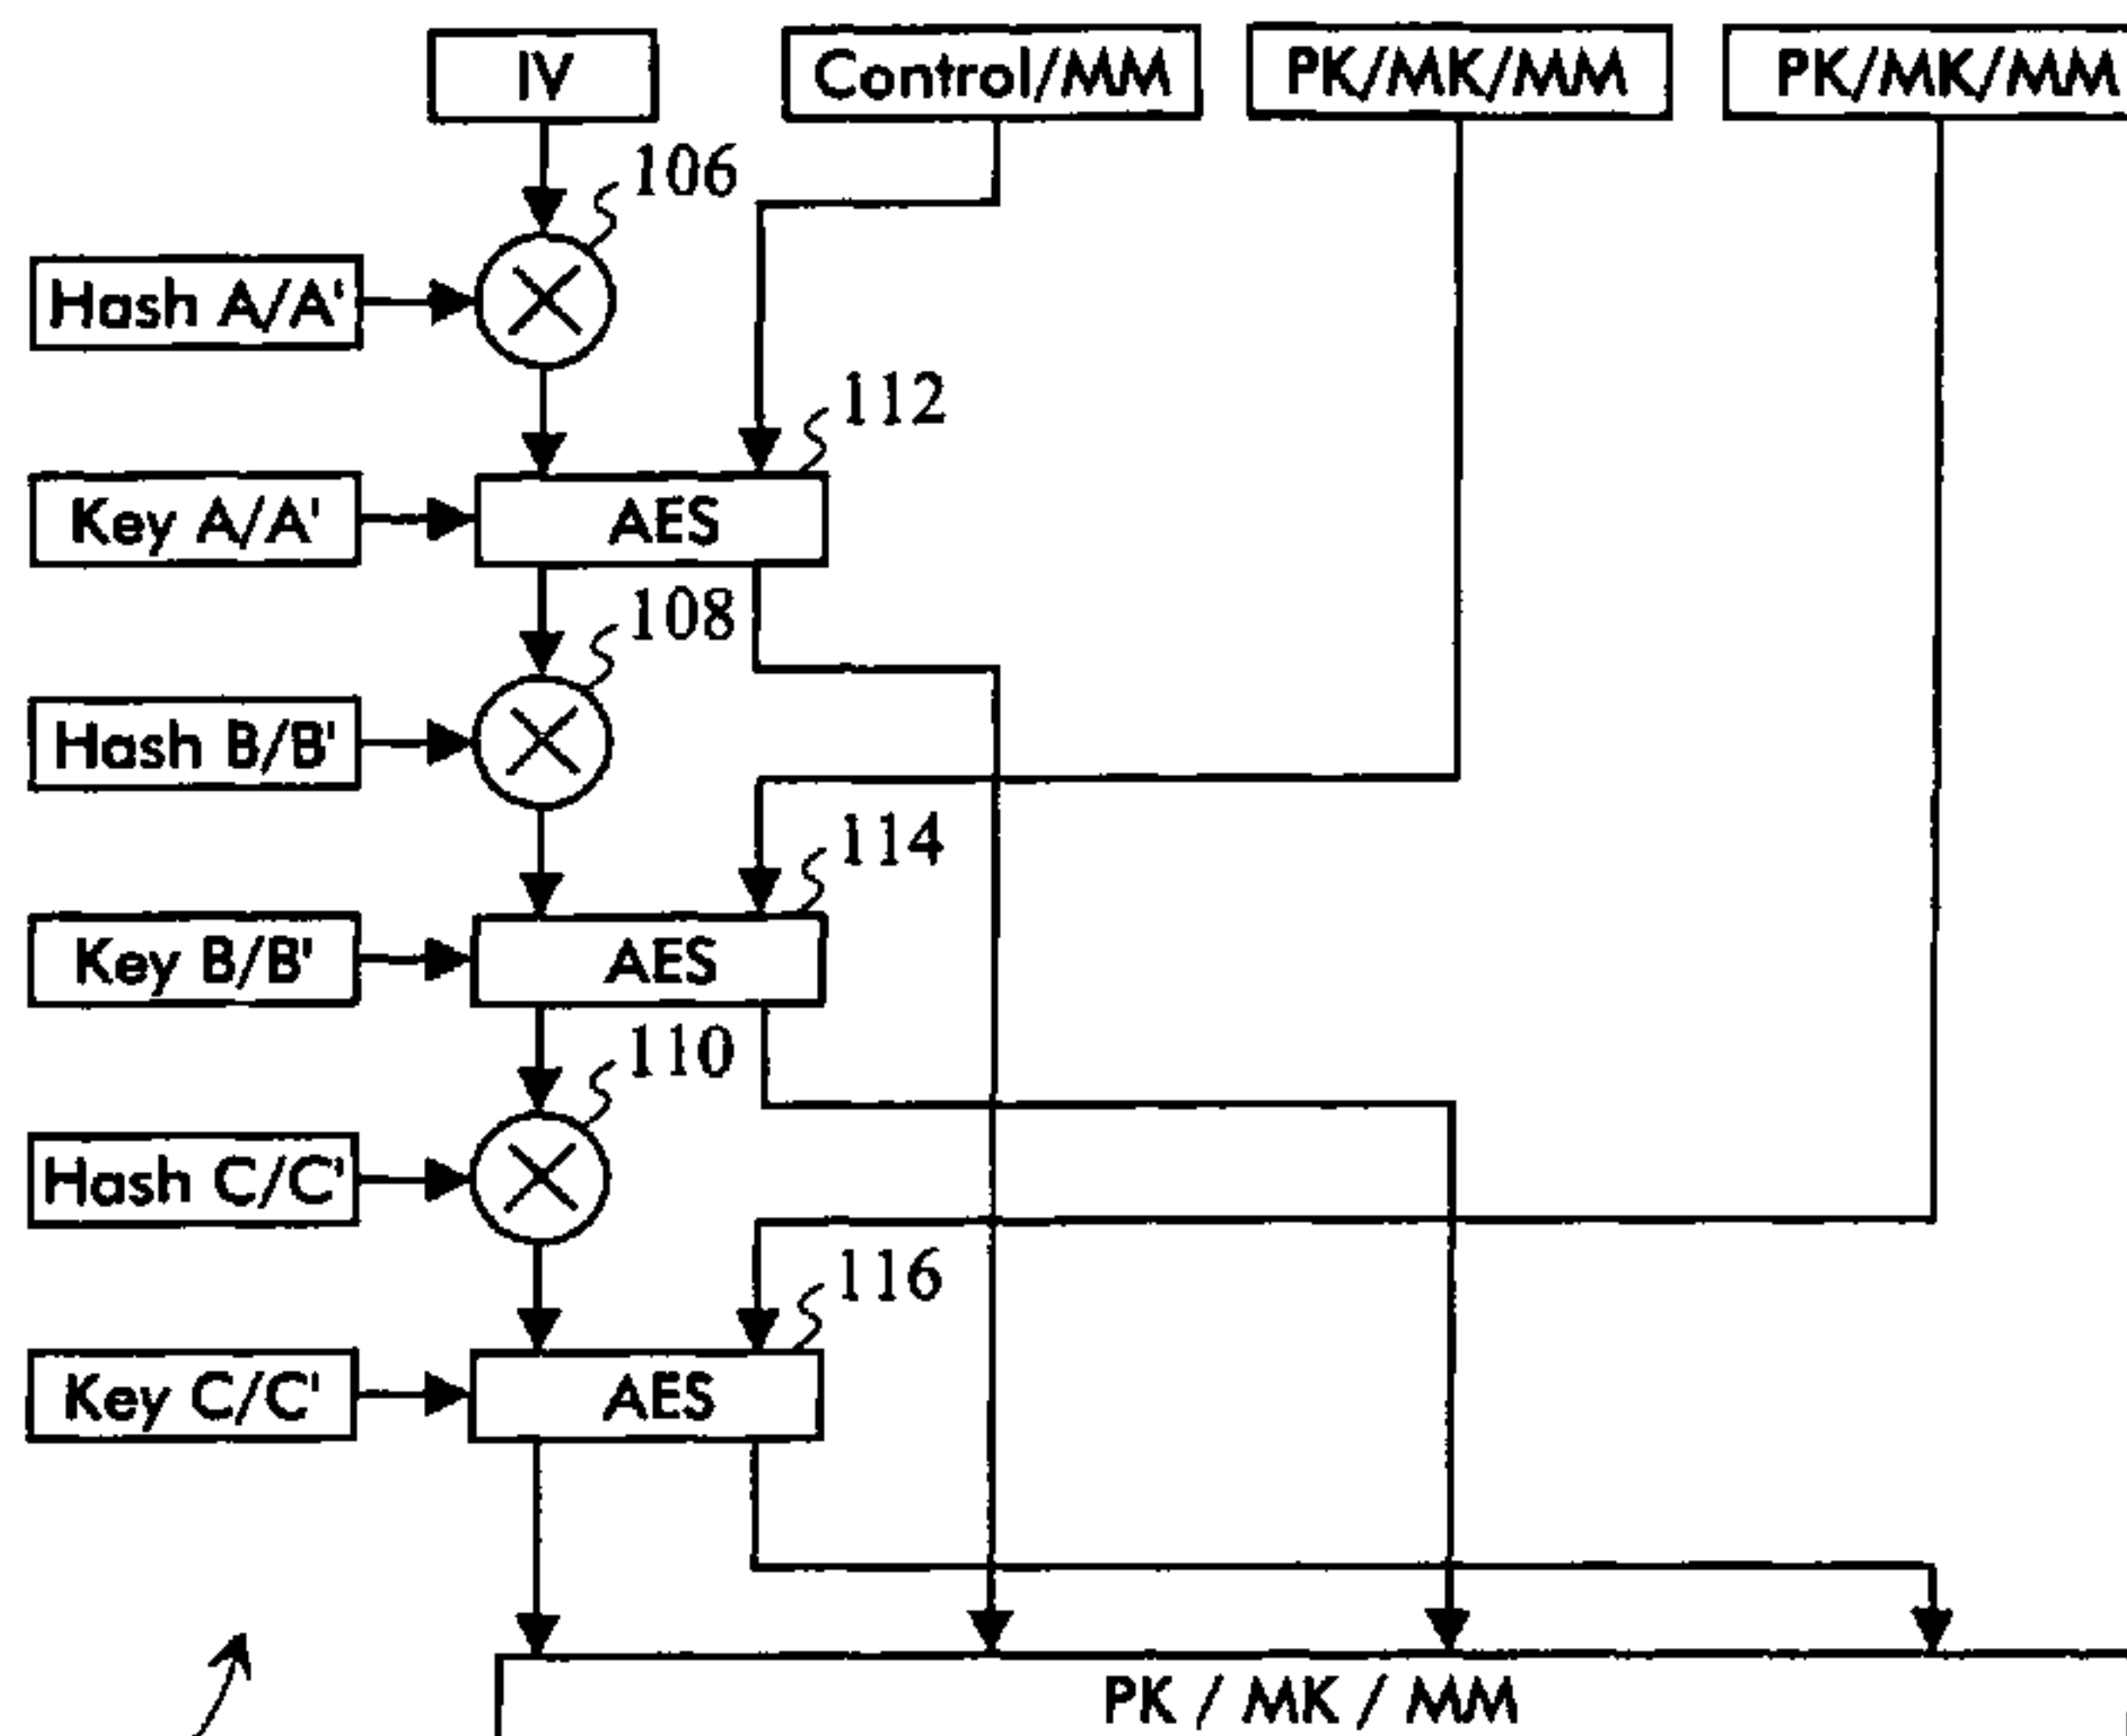 IV
Control/MM
PK/MK/MM
PK/MK/MM
106
Hash A/A'
112
Key A/A'
AES
108
Hash B/B'
114
Key B/B'
AES
110
Hash C/C'
116
Key C/C'
AES
PK / MK / MM